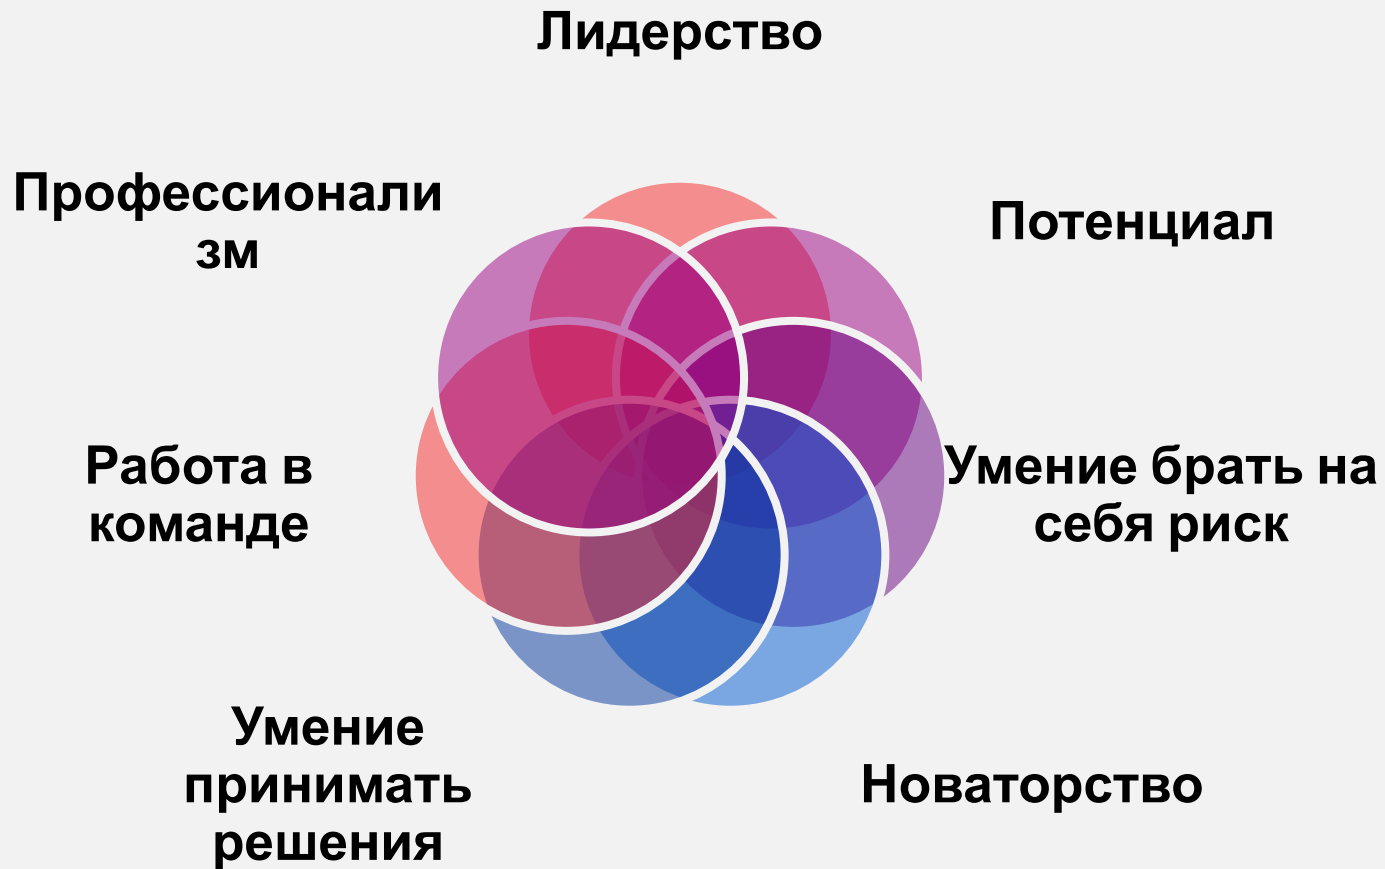 Лидерство
Профессионали
зм
Потенциал
Работа в
команде
Умение брать на
себя риск
Умение
принимать
решения
Новаторство